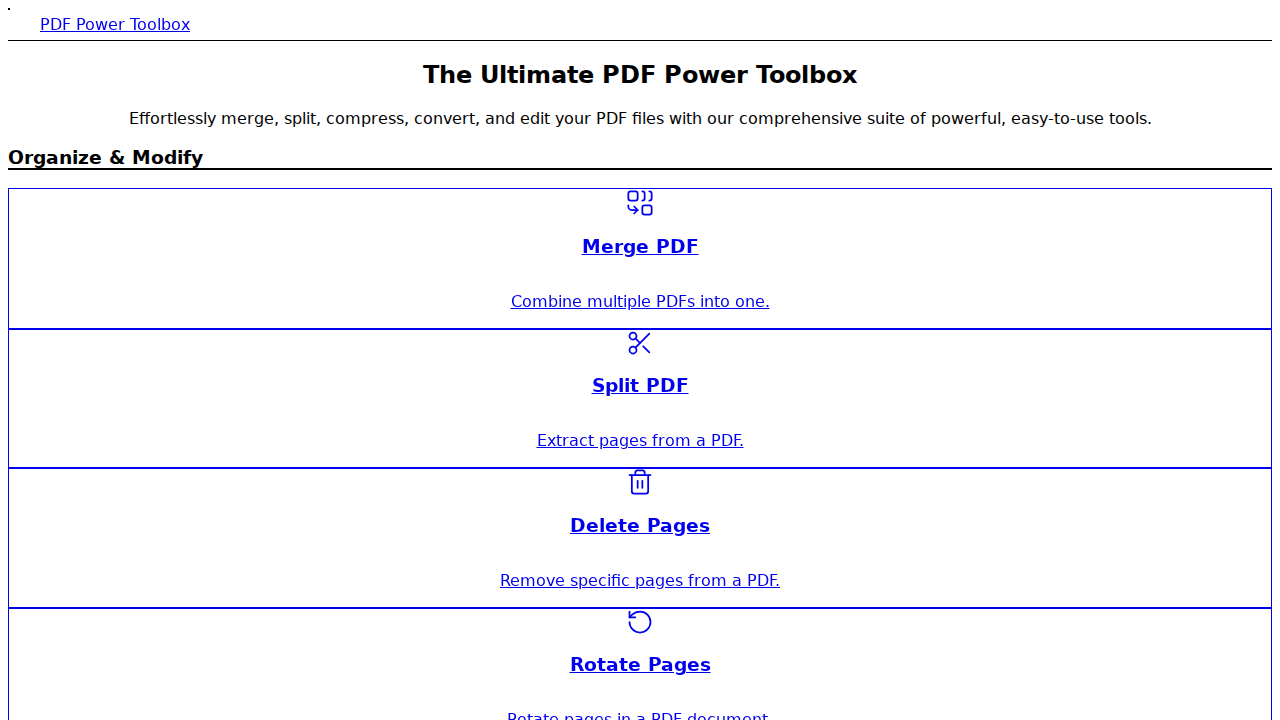 PDF Power Toolbox
The Ultimate PDF Power Toolbox
Effortlessly merge, split, compress, convert, and edit your PDF files with our comprehensive suite of powerful, easy-to-use tools.
Organize & Modify
Merge PDF
Combine multiple PDFs into one.
Split PDF
Extract pages from a PDF.
Delete Pages
Remove specific pages from a PDF.
Rotate Pages
Rotate pages in a PDF document.